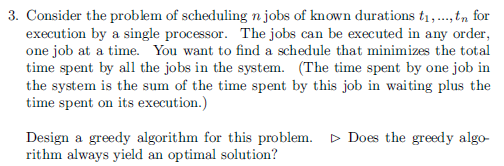 3. Consider the problem of scheduling n jobs of known durations t₁, ..., tₙ for
execution by a single processor. The jobs can be executed in any order,
one job at a time. You want to find a schedule that minimizes the total
time spent by all the jobs in the system. (The time spent by one job in
the system is the sum of the time spent by this job in waiting plus the
time spent on its execution.)
Design a greedy algorithm for this problem. ▷ Does the greedy algo-
rithm always yield an optimal solution?